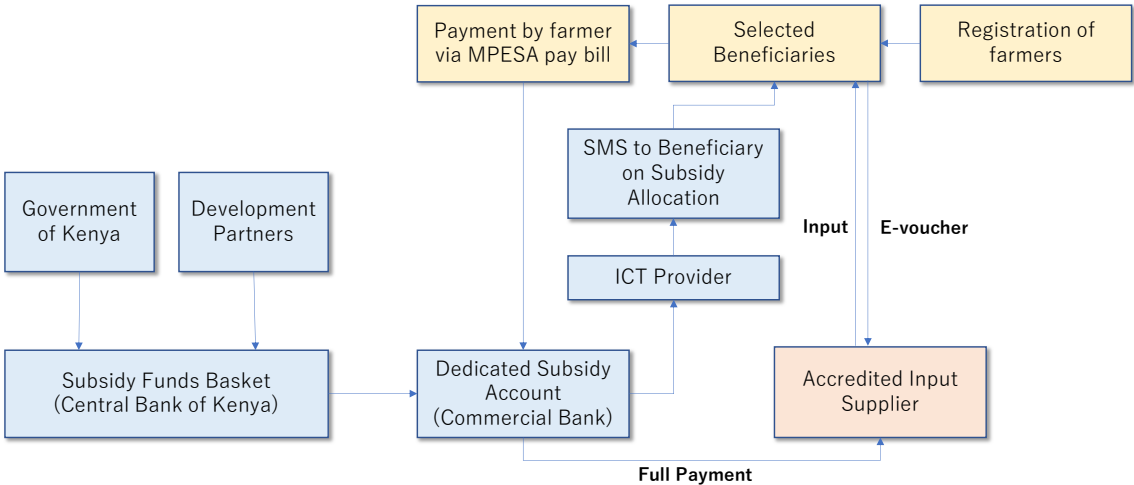 Payment by farmer
via MPESA pay bill
Selected
Beneficiaries
Registration of
farmers
SMS to Beneficiary
on Subsidy
Allocation
Government
of Kenya
Development
Partners
Input
E-voucher
ICT Provider
Subsidy Funds Basket
(Central Bank of Kenya)
Dedicated Subsidy
Account
(Commercial Bank)
Accredited Input
Supplier
Full Payment